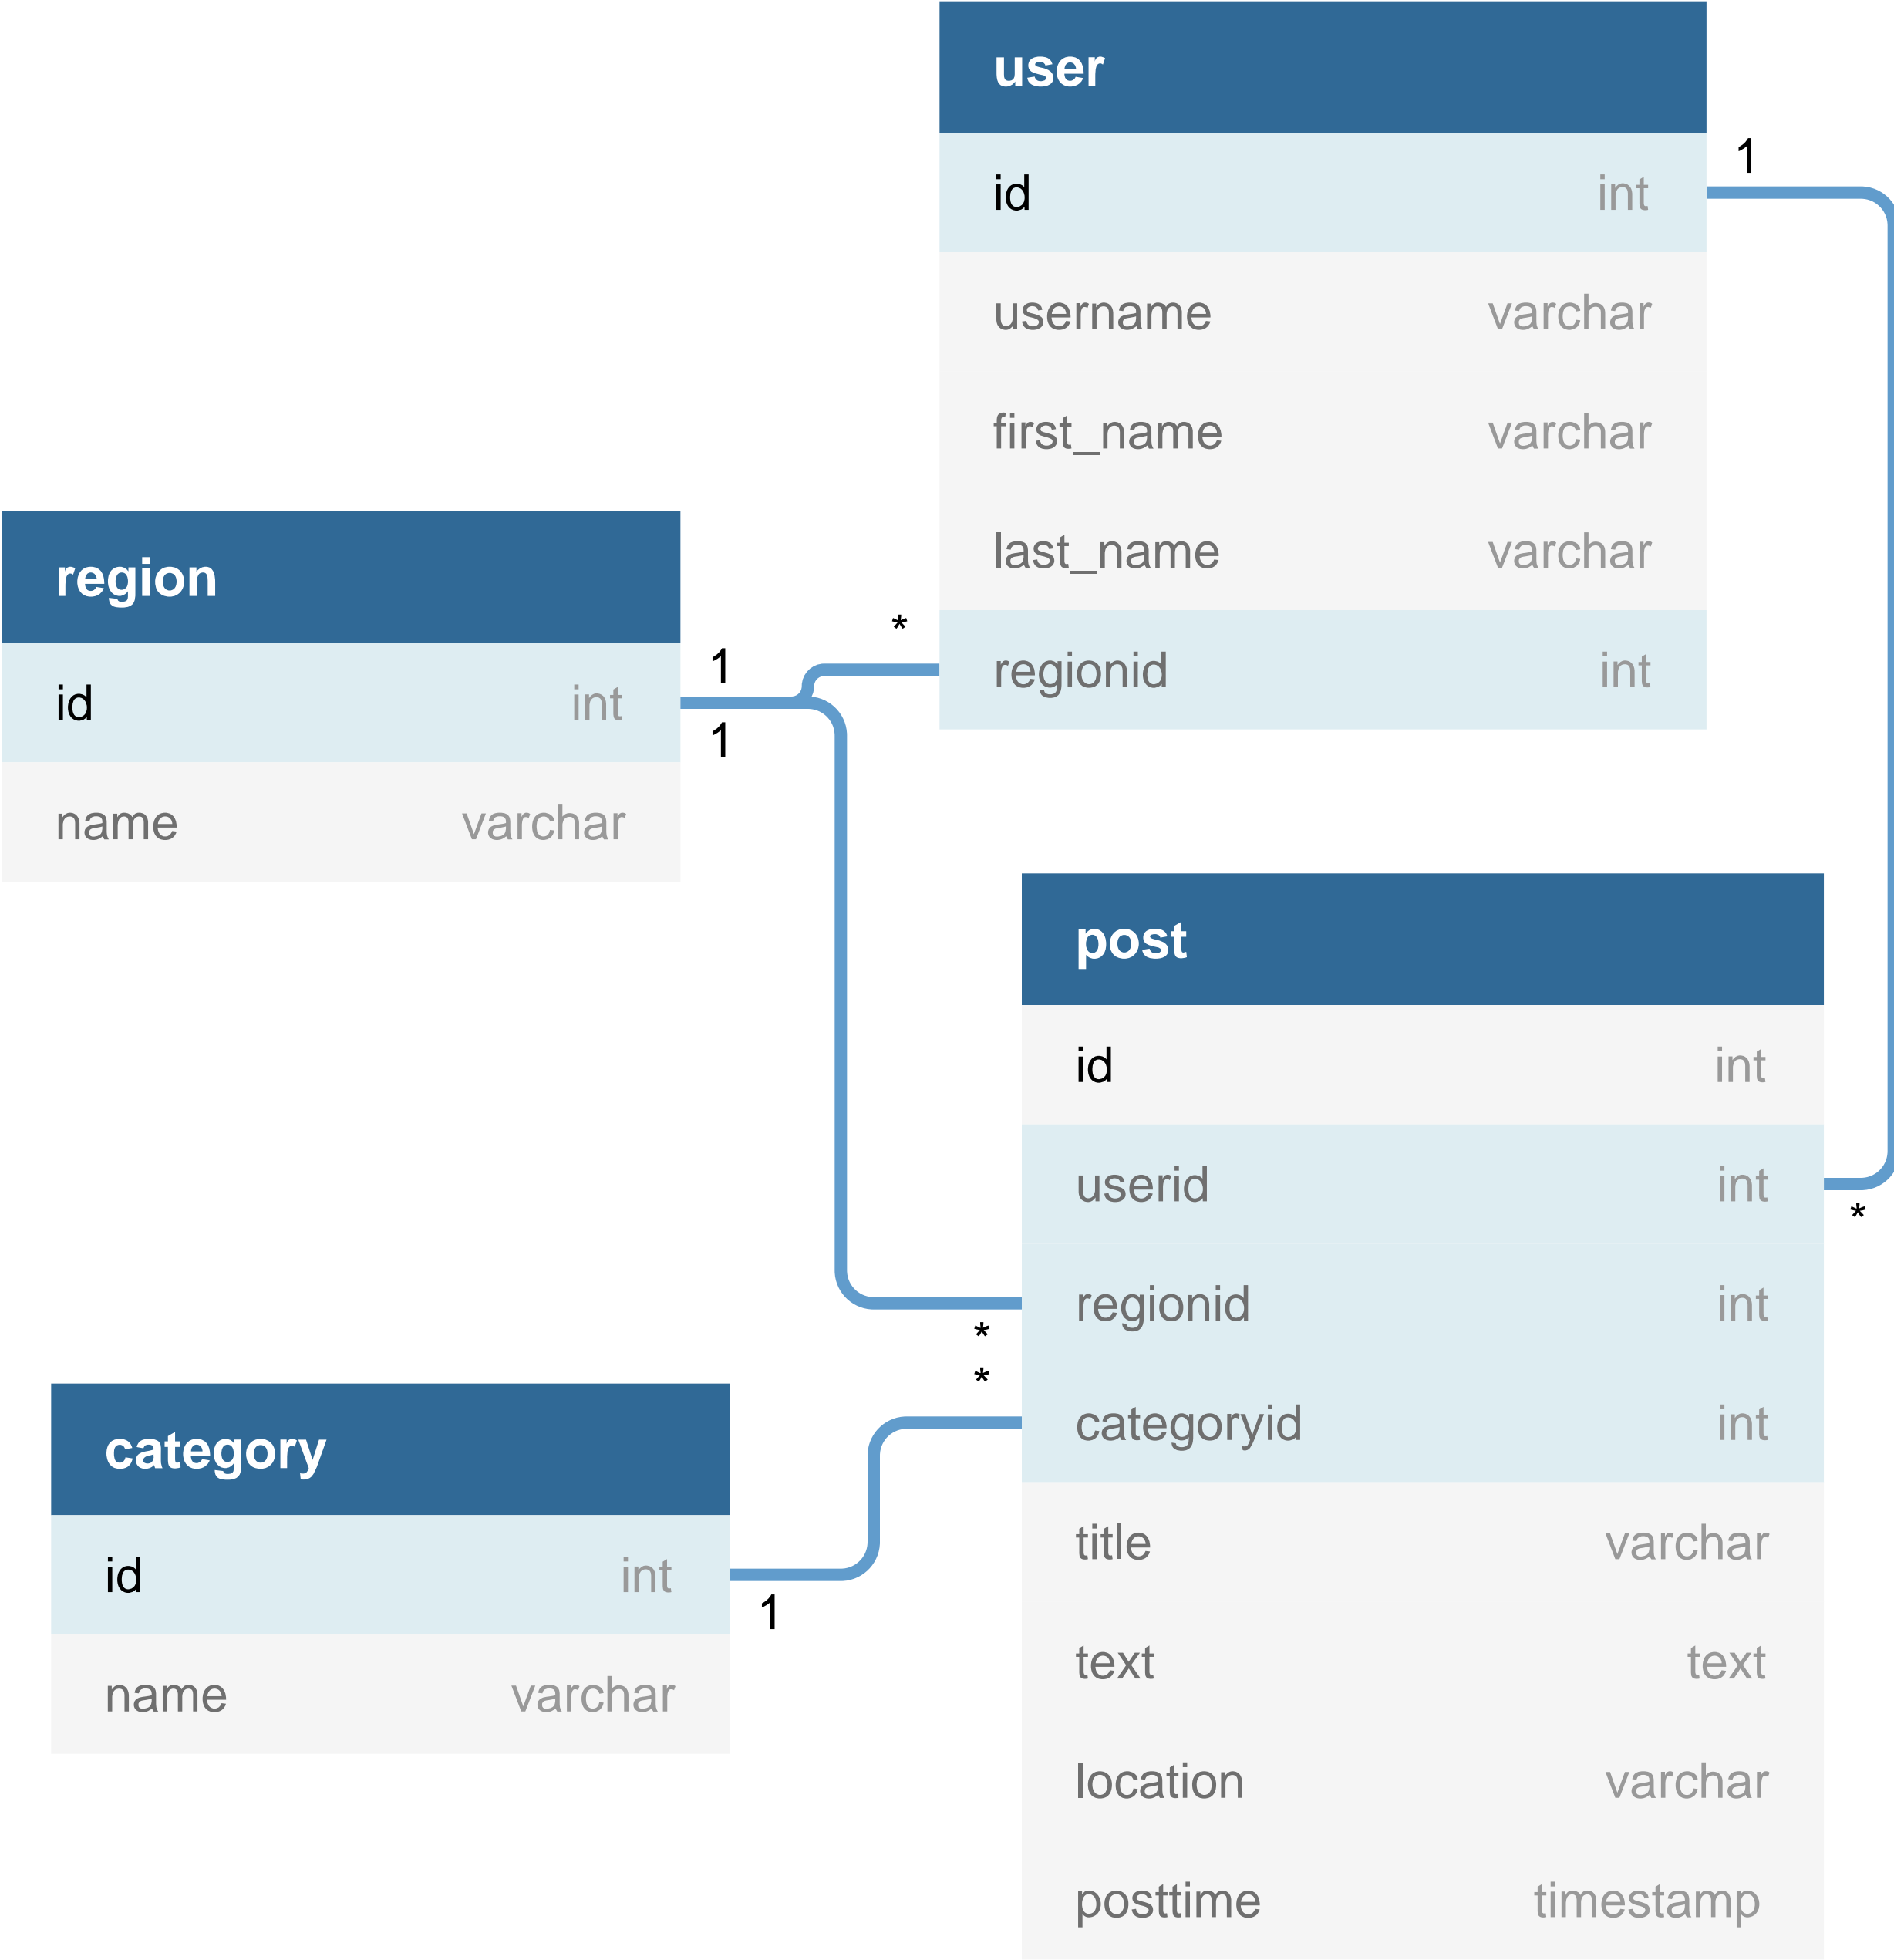 user
id int
username varchar
first_name varchar
last_name varchar
regionid int
1
*
region
id int
name varchar
1
1
*
post
id int
userid int
regionid int
categoryid int
title varchar
text text
location varchar
posttime timestamp
*
*
category
id int
name varchar
1